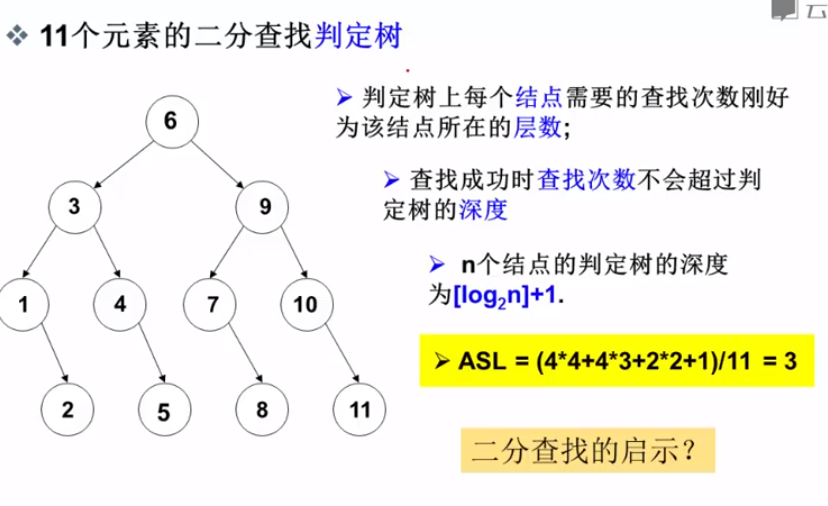 云
❖ 11个元素的二分查找判定树
➢ 判定树上每个结点需要的查找次数刚好
为该结点所在的层数;
➢ 查找成功时查找次数不会超过判
定树的深度
➢ n个结点的判定树的深度
为[log₂n]+1.
➢ ASL = (4*4+4*3+2*2+1)/11 = 3
二分查找的启示?
6
3 9
1 4 7 10
2 5 8 11